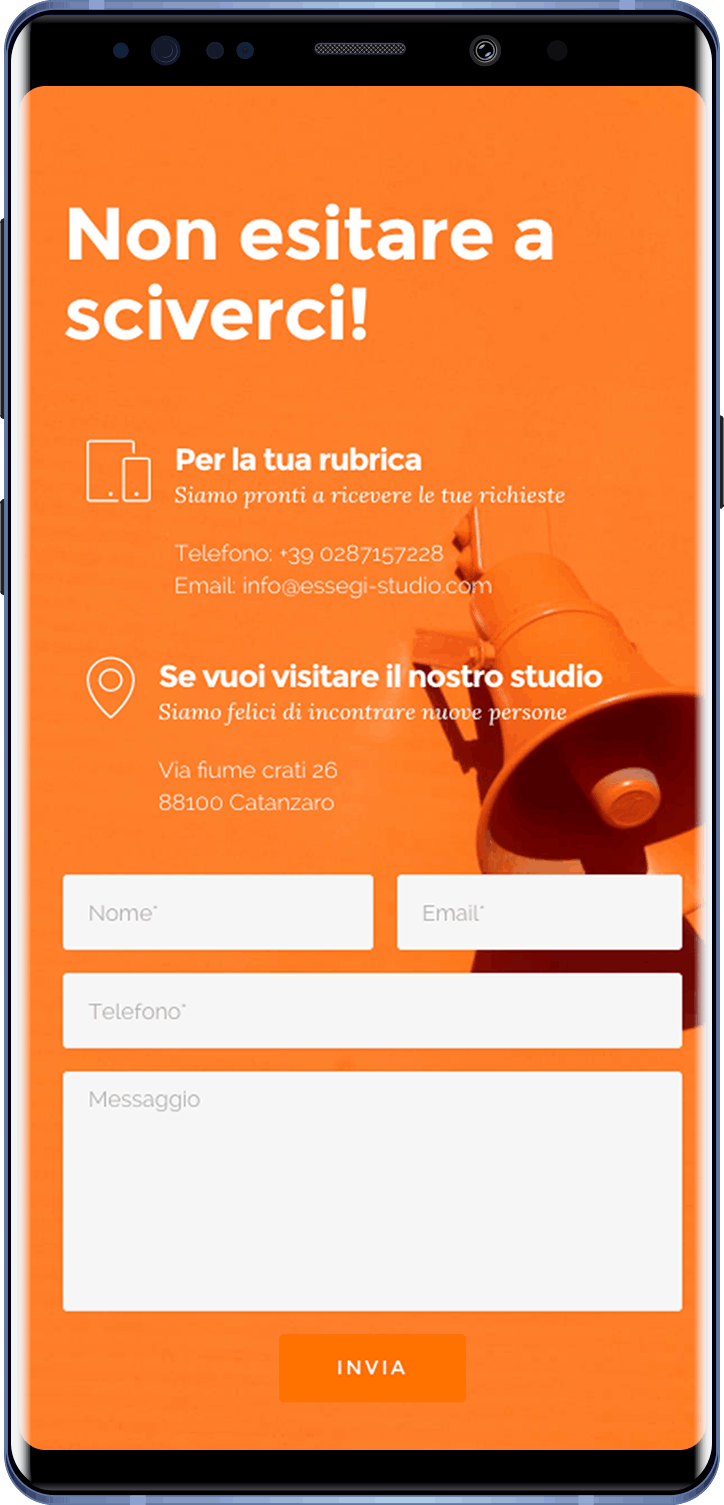 Non esitare a
sciverci!
Per la tua rubrica
Siamo pronti a ricevere le tue richieste
Telefono: +39 0287157228
Email: info@essegi-studio.com
Se vuoi visitare il nostro studio
Siamo felici di incontrare nuove persone
Via fiume crati 26
88100 Catanzaro
Nome* Email*
Telefono*
Messaggio
INVIA